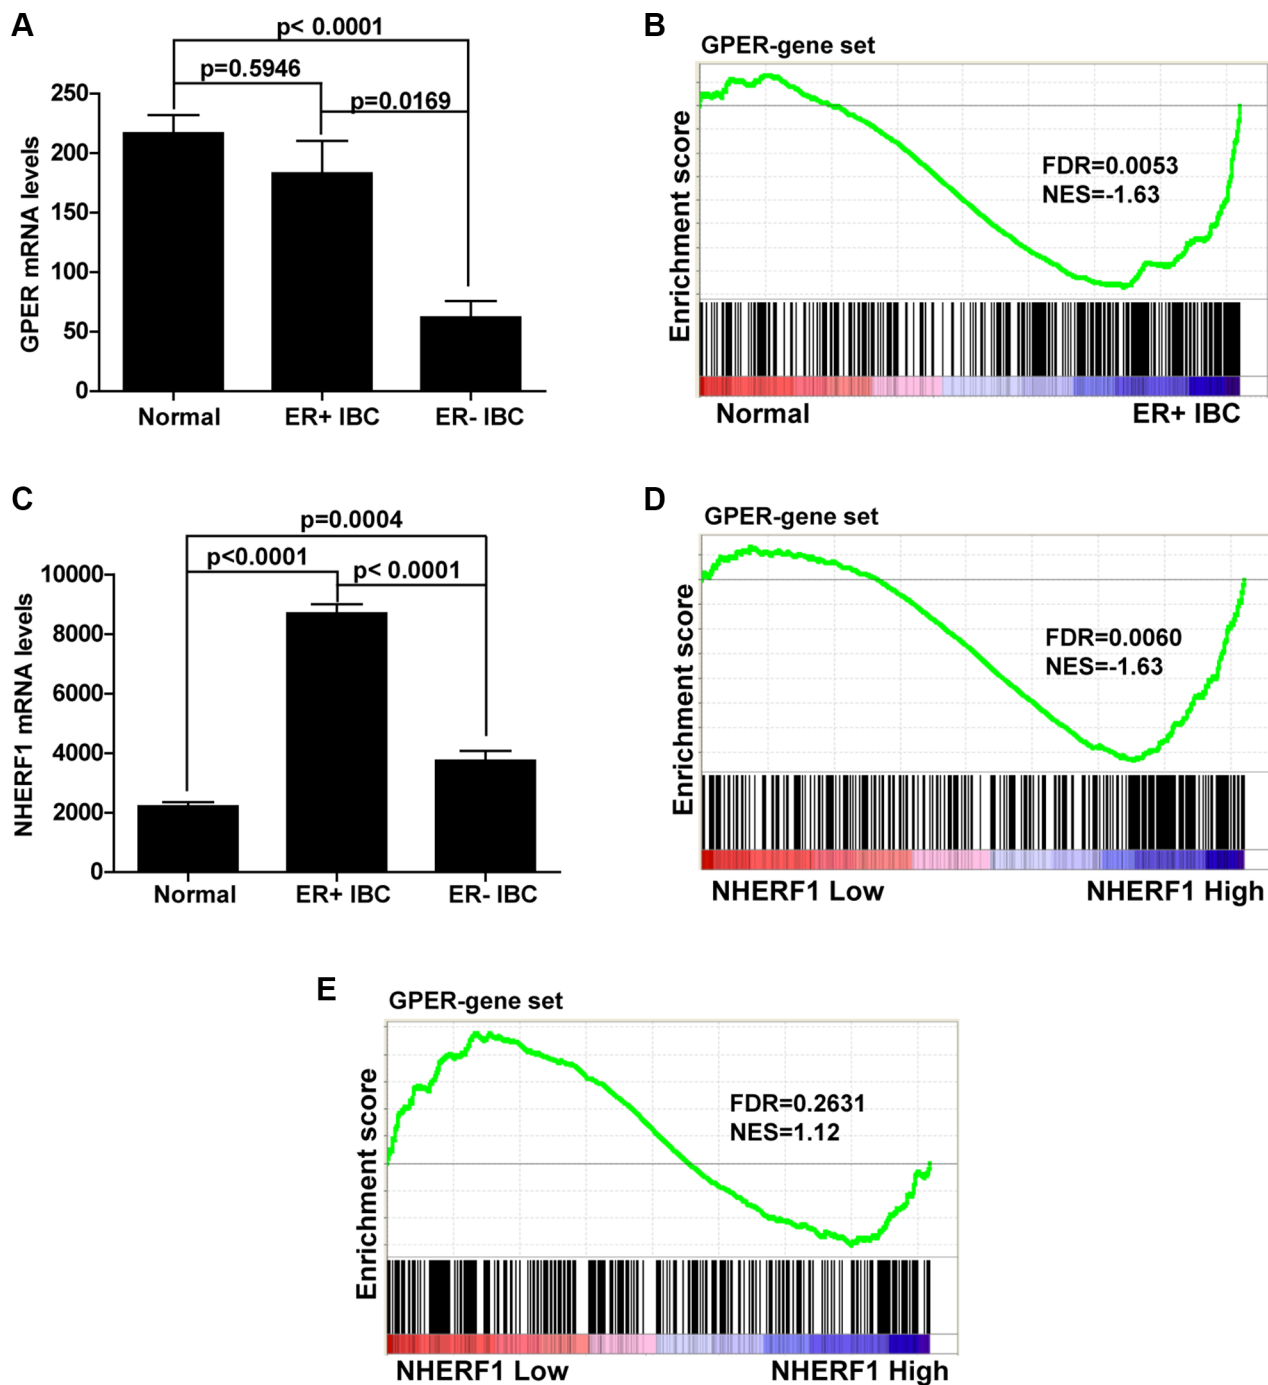 A
p< 0.0001
p=0.5946
p=0.0169
GPER mRNA levels
250
200
150
100
50
0
Normal
ER+ IBC
ER- IBC
B
GPER-gene set
Enrichment score
FDR=0.0053
NES=-1.63
Normal
ER+ IBC
C
p=0.0004
p<0.0001
p< 0.0001
NHERF1 mRNA levels
10000
8000
6000
4000
2000
0
Normal
ER+ IBC
ER- IBC
D
GPER-gene set
Enrichment score
FDR=0.0060
NES=-1.63
NHERF1 Low
NHERF1 High
E
GPER-gene set
Enrichment score
FDR=0.2631
NES=1.12
NHERF1 Low
NHERF1 High